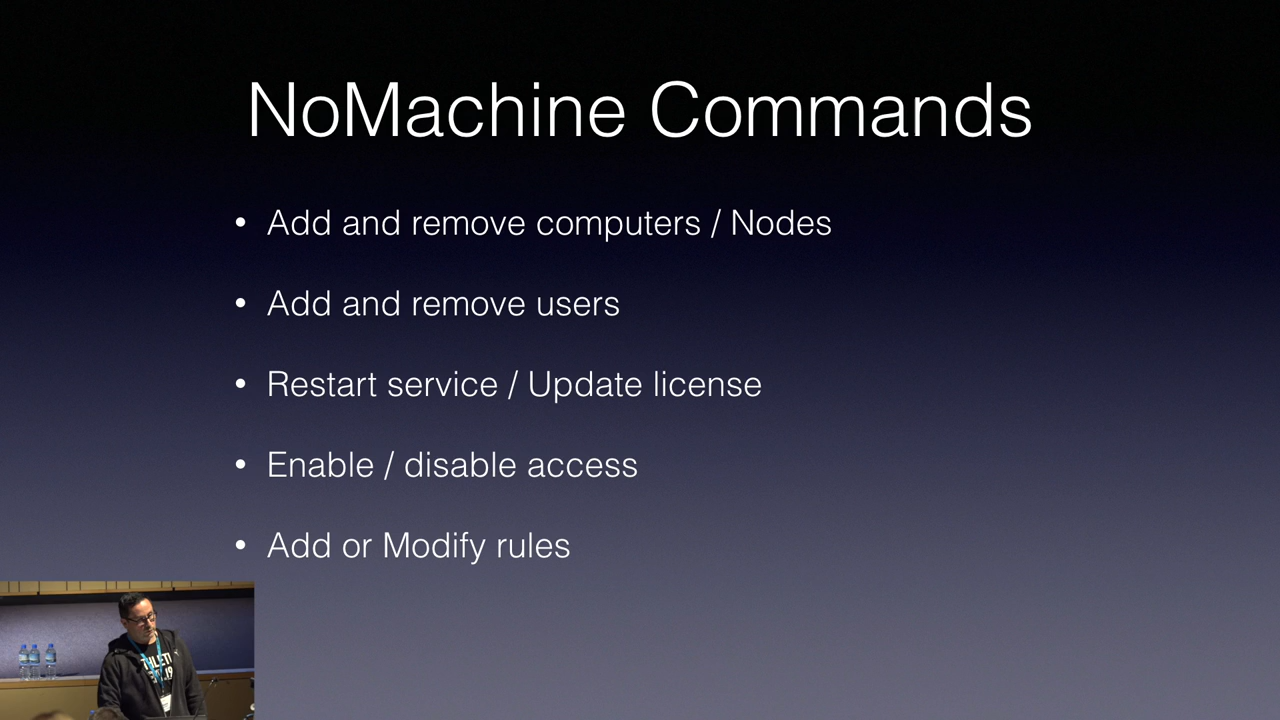 NoMachine Commands
• Add and remove computers / Nodes
• Add and remove users
• Restart service / Update license
• Enable / disable access
• Add or Modify rules